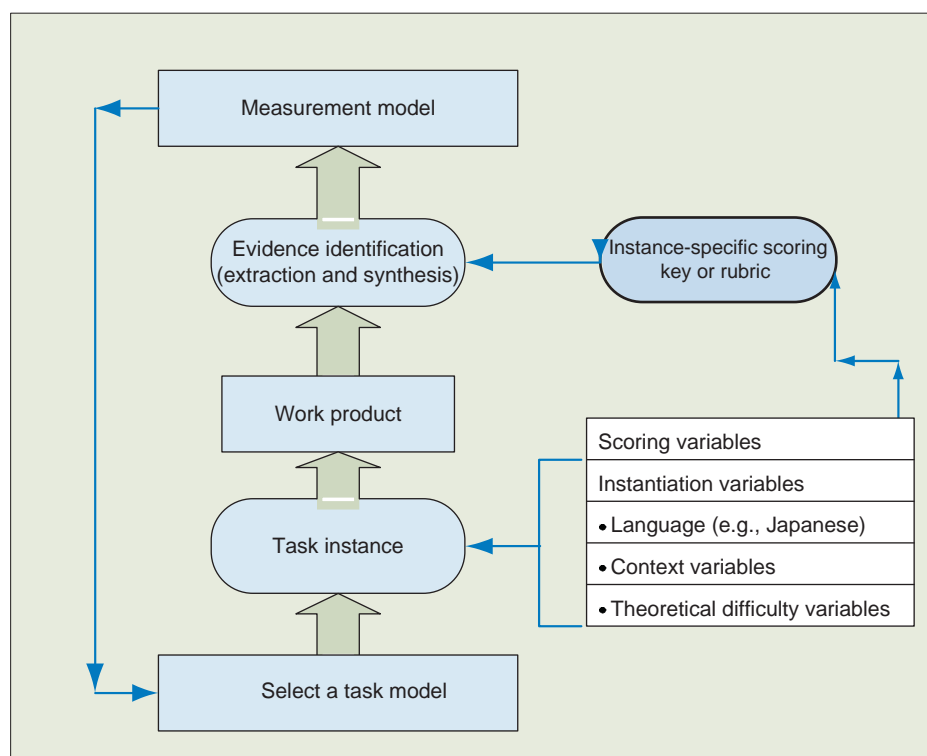 Measurement model
Evidence identification
(extraction and synthesis)
Instance-specific scoring
key or rubric
Work product
Scoring variables
Instantiation variables
• Language (e.g., Japanese)
• Context variables
• Theoretical difficulty variables
Task instance
Select a task model